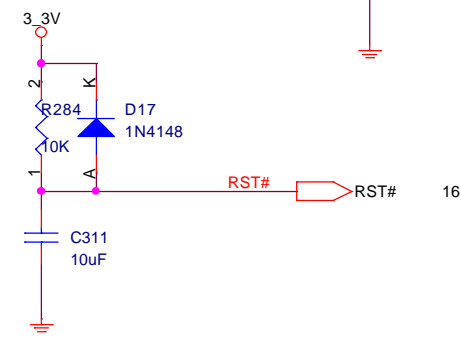 3_3V
2
K
R284
D17
1N4148
10K
1
A
RST#
RST#
16
C311
10uF